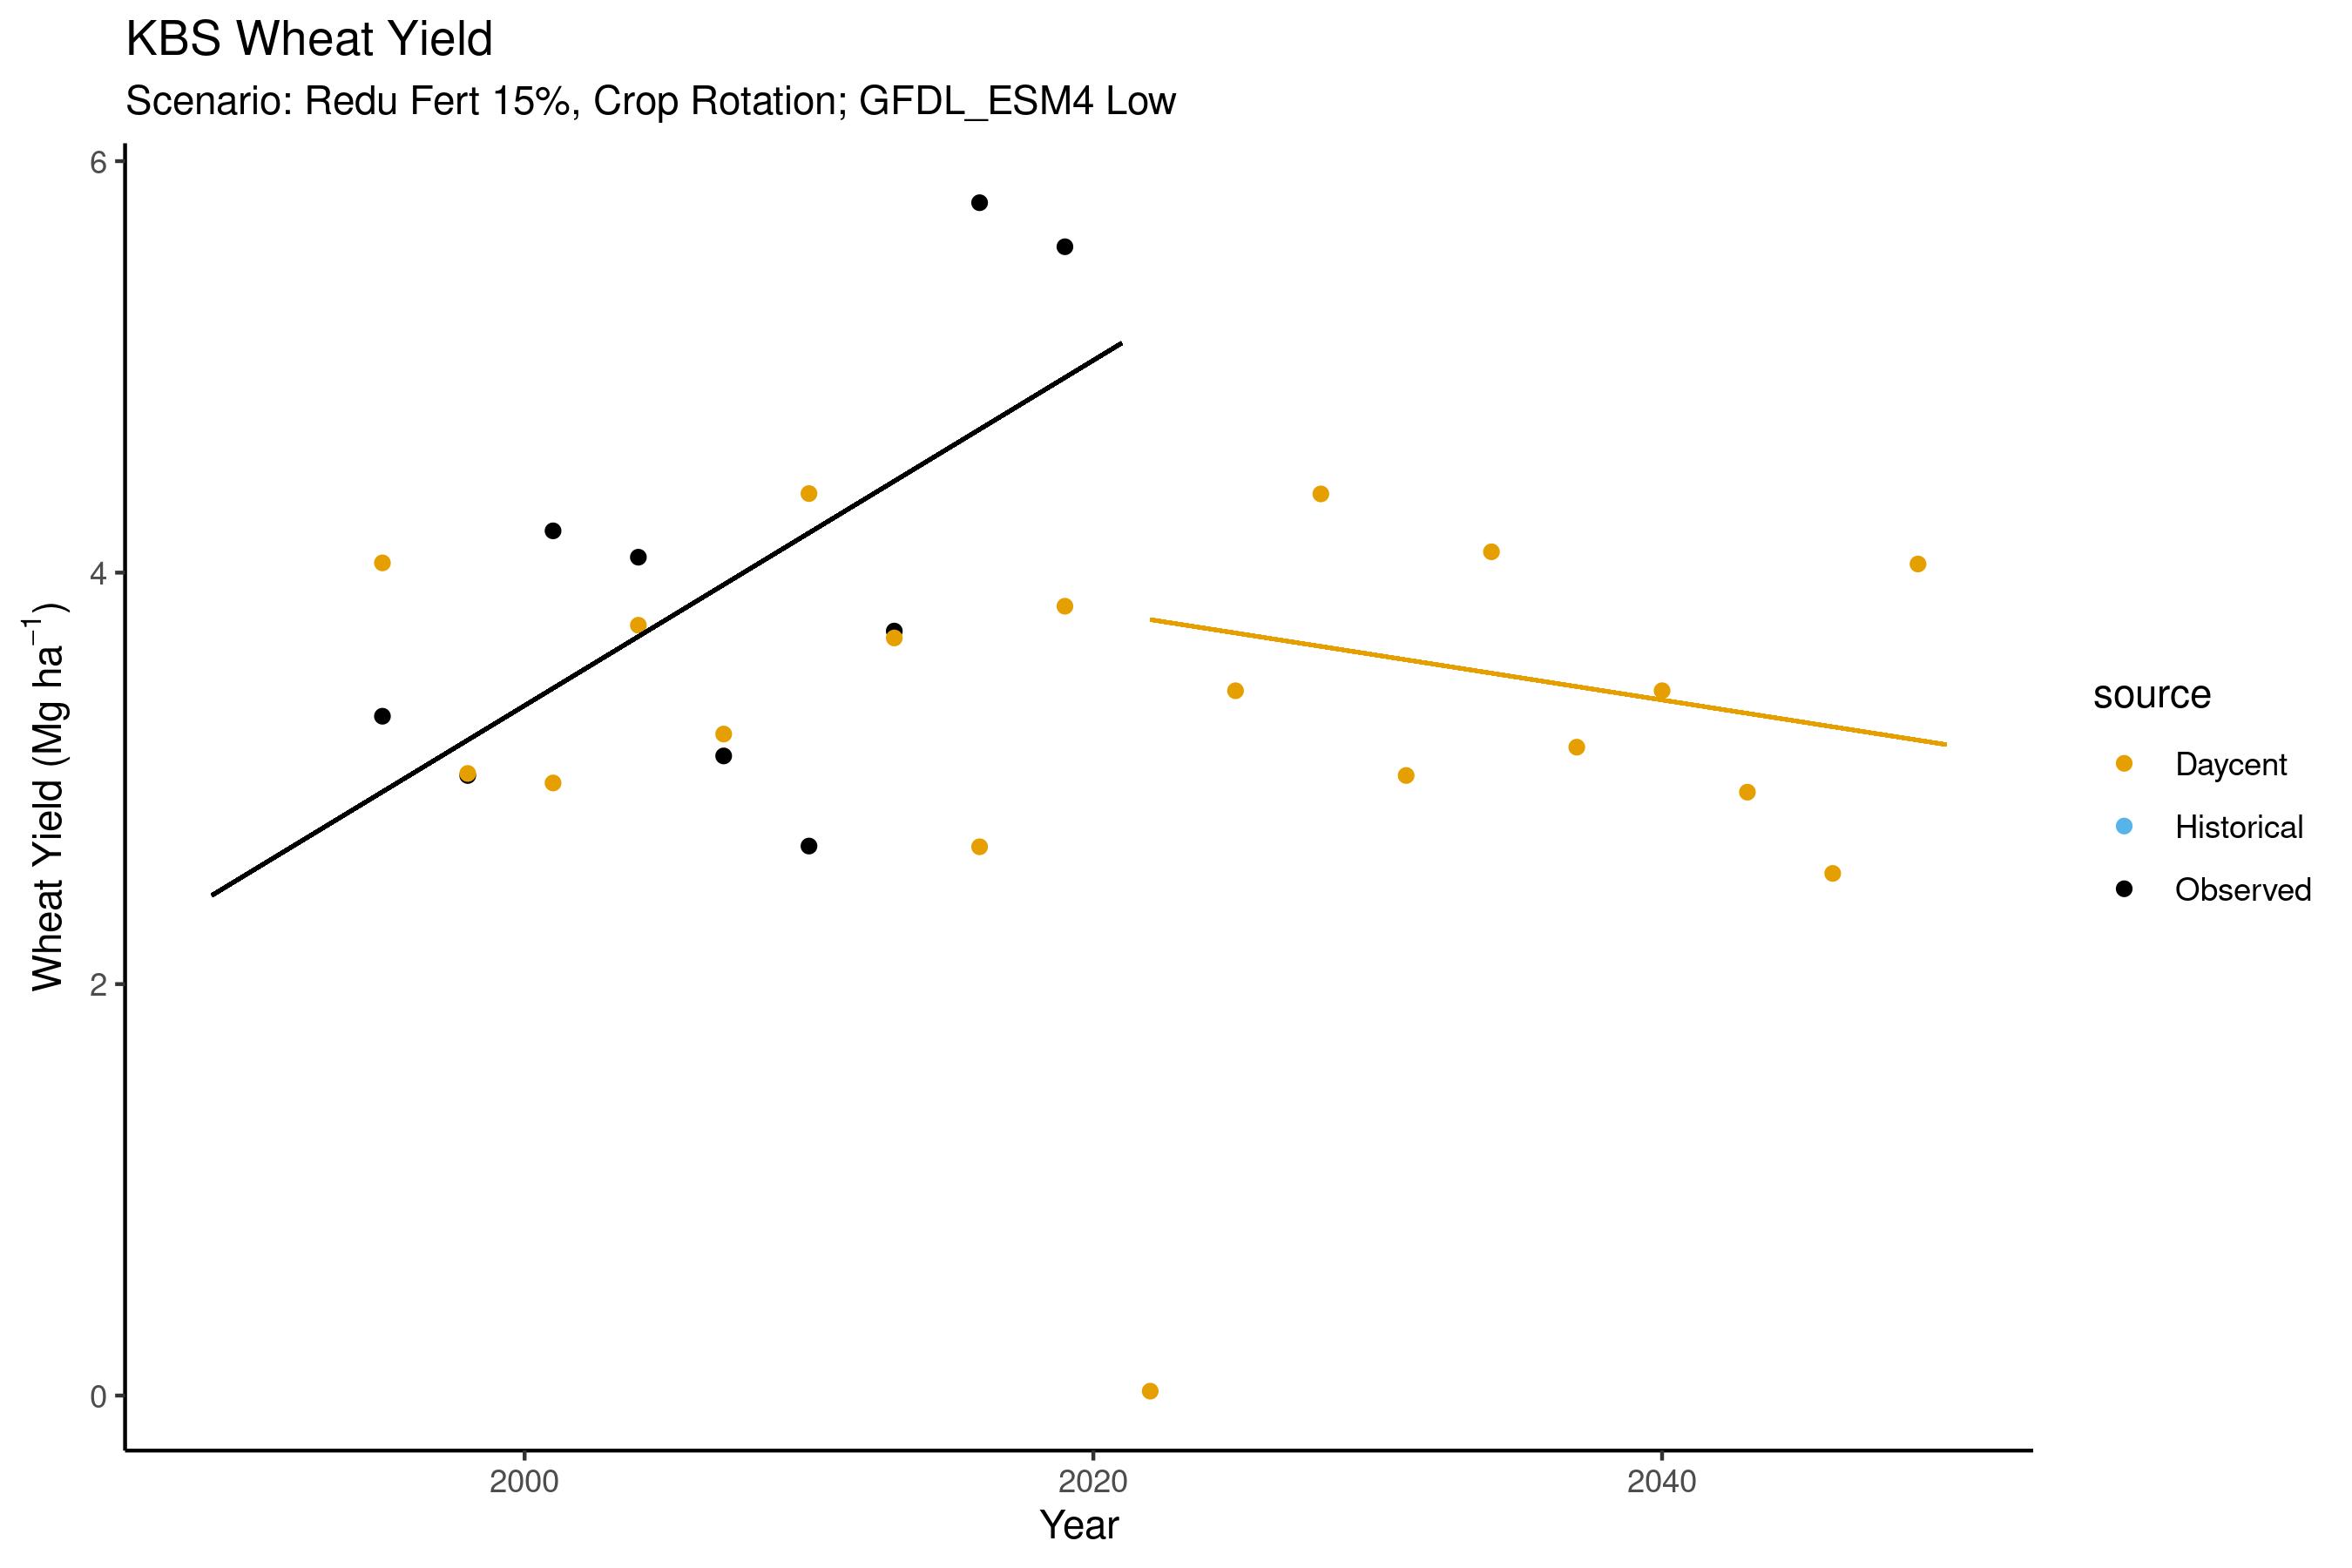 KBS Wheat Yield
Scenario: Redu Fert 15%, Crop Rotation; GFDL_ESM4 Low
6
4
2
0
Wheat Yield (Mg ha⁻¹)
2000 2020 2040
Year
source
Daycent
Historical
Observed